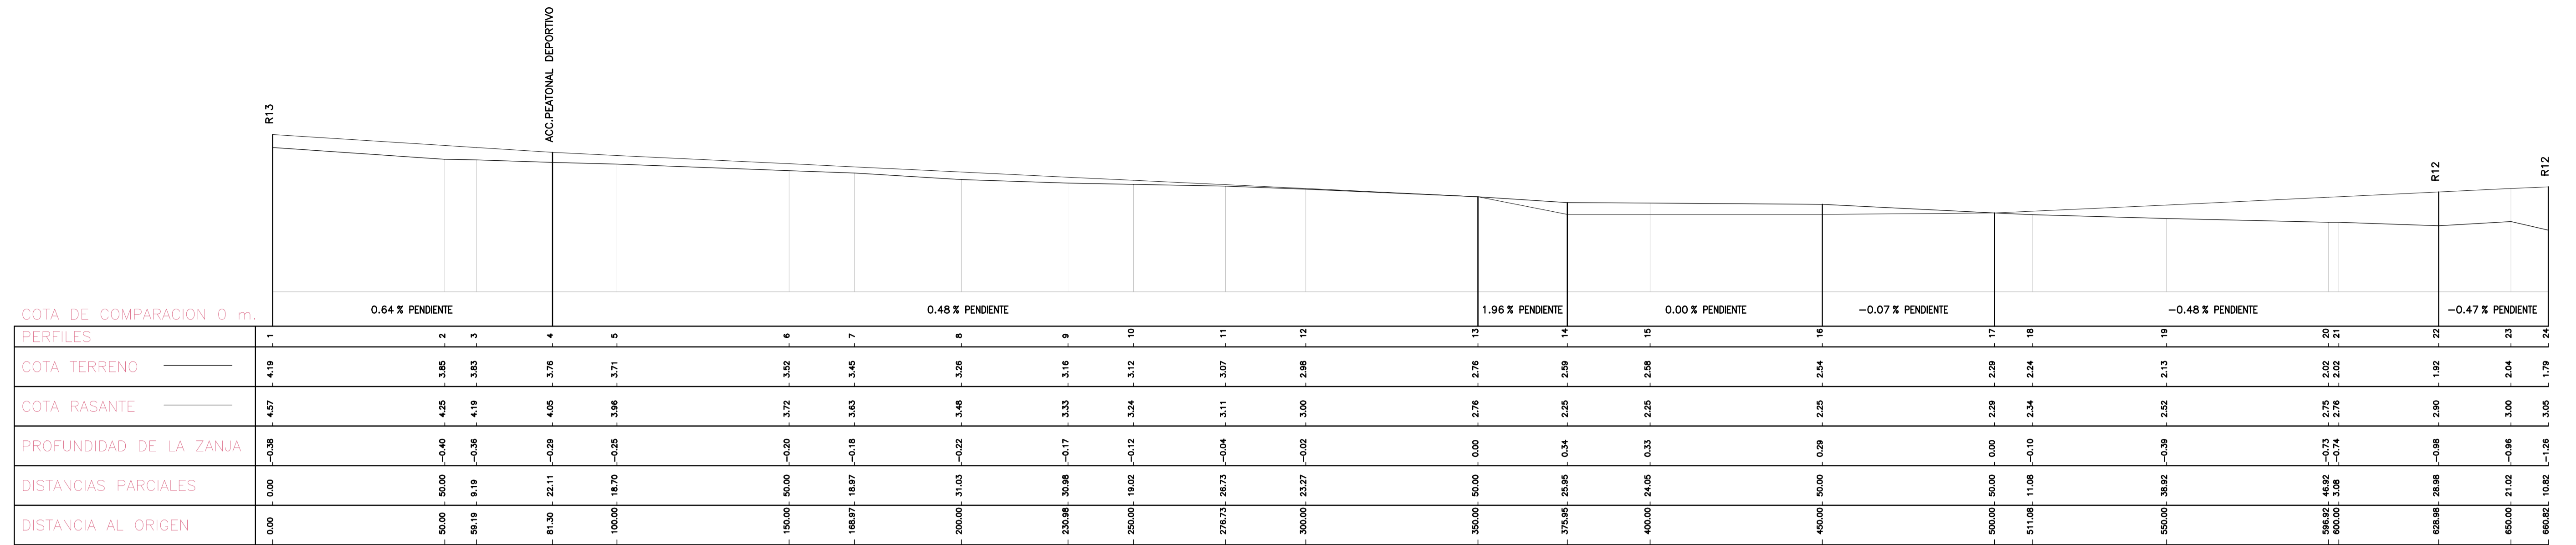 R13
ACC.PEATONAL DEPORTIVO
R12
R12
COTA DE COMPARACION 0 m.
0.64 % PENDIENTE
0.48 % PENDIENTE
1.96 % PENDIENTE
0.00 % PENDIENTE
-0.07 % PENDIENTE
-0.48 % PENDIENTE
-0.47 % PENDIENTE
PERFILES 1 2 3 4 5 6 7 8 9 10 11 12 13 14 15 16 17 18 19 20 21 22 23 24
COTA TERRENO 4.19 3.85 3.83 3.76 3.71 3.52 3.45 3.26 3.16 3.12 3.07 2.98 2.76 2.59 2.58 2.54 2.29 2.24 2.13 2.02 2.02 1.92 2.04 1.79
COTA RASANTE 4.57 4.25 4.19 4.05 3.96 3.72 3.63 3.48 3.33 3.24 3.11 3.00 2.76 2.25 2.25 2.25 2.29 2.34 2.52 2.75 2.76 2.90 3.00 3.05
PROFUNDIDAD DE LA ZANJA -0.38 -0.40 -0.36 -0.29 -0.25 -0.20 -0.18 -0.22 -0.17 -0.12 -0.04 -0.02 0.00 0.34 0.33 0.29 0.00 -0.10 -0.39 -0.73 -0.74 -0.98 -0.96 -1.26
DISTANCIAS PARCIALES 0.00 50.00 9.19 22.11 18.70 50.00 18.97 31.03 30.98 19.02 26.73 23.27 50.00 25.95 24.05 50.00 50.00 11.08 38.92 46.92 3.08 28.98 21.02 10.82
DISTANCIA AL ORIGEN 0.00 50.00 59.19 81.30 100.00 150.00 168.97 200.00 230.98 250.00 276.73 300.00 350.00 375.95 400.00 450.00 500.00 511.08 550.00 596.92 600.00 628.98 650.00 660.82